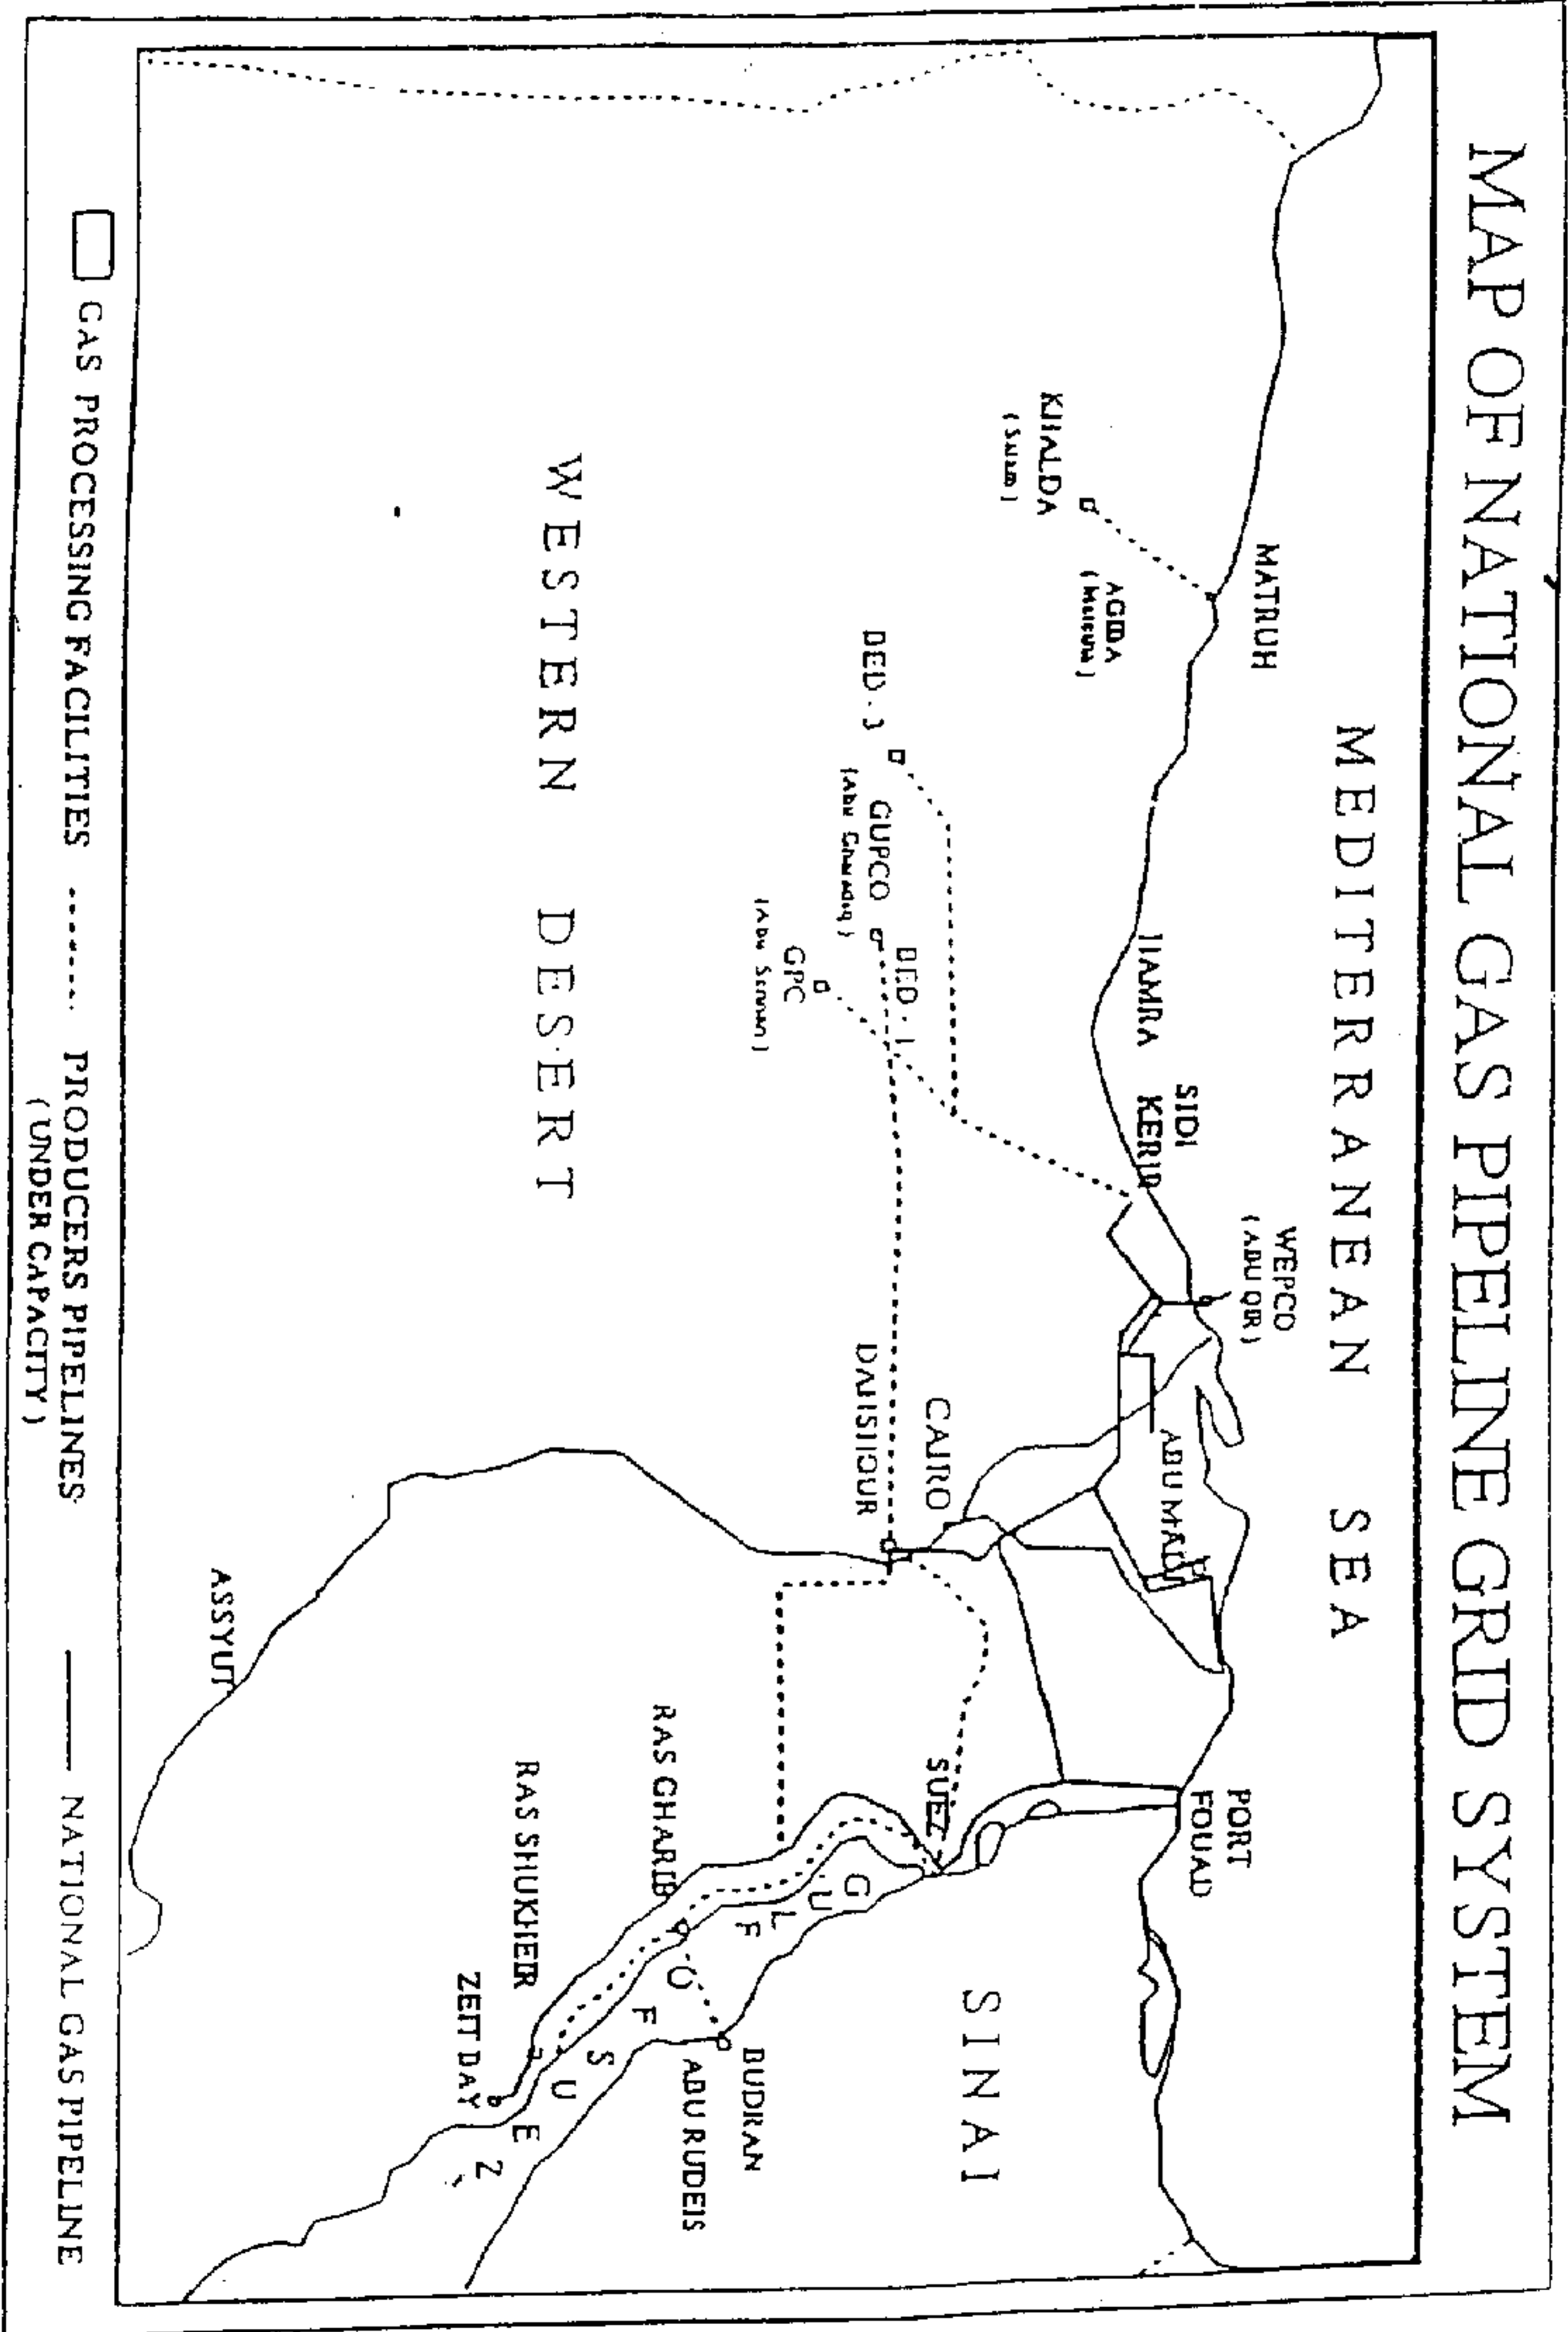 MAP OF NATIONAL GAS PIPELINE GRID SYSTEM
MEDITERRANEAN SEA
MATRUH
KHALDA
AGIBA
BED-3
GUPCO
BED-1
GPC
HAMRA
SIDI
KERIR
WEPCO
(ABU QIR)
ABU MADI
PORT
FOUAD
CAIRO
DAHSHOUR
SUEZ
SINAI
WESTERN DESERT
GULF OF SUEZ
RAS GHARIB
RAS SHUKHEIR
ZEIT BAY
BUDRAN
ABU RUDEIS
ASSYUT
GAS PROCESSING FACILITIES
PRODUCERS PIPELINES
(UNDER CAPACITY)
NATIONAL GAS PIPELINE